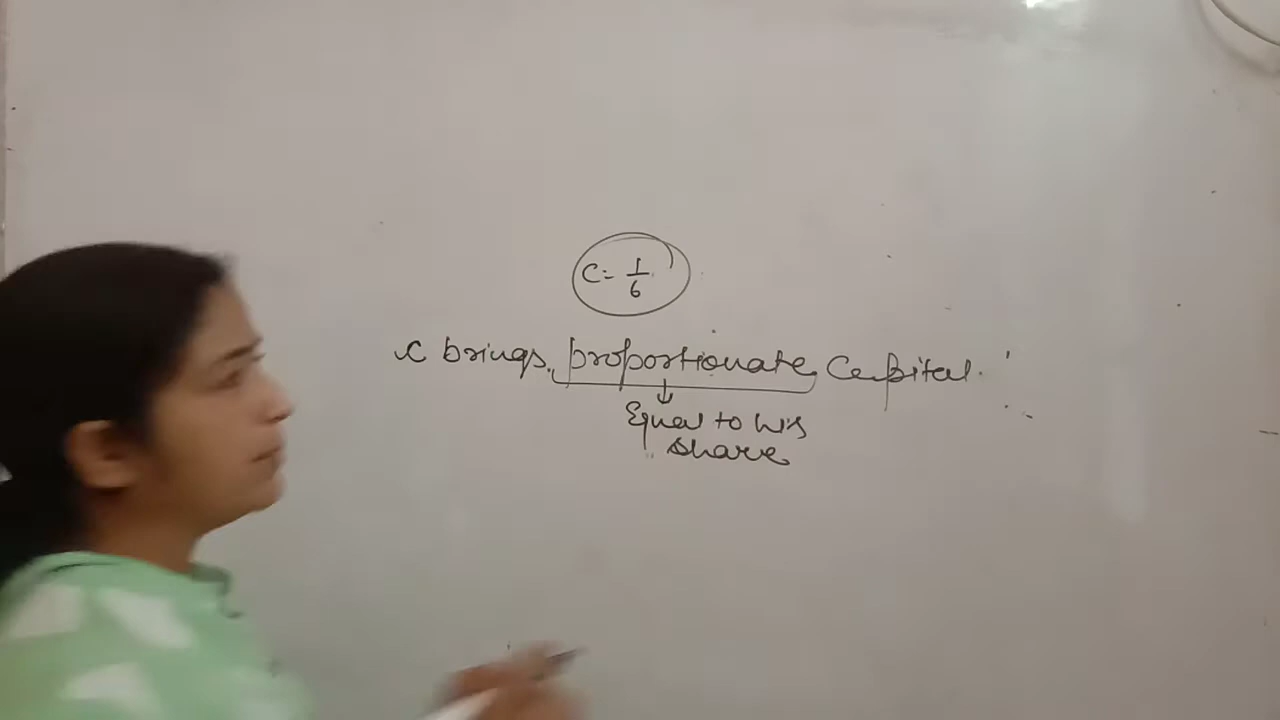 C = 1/6
C brings proportionate Capital.
Equal to his
share